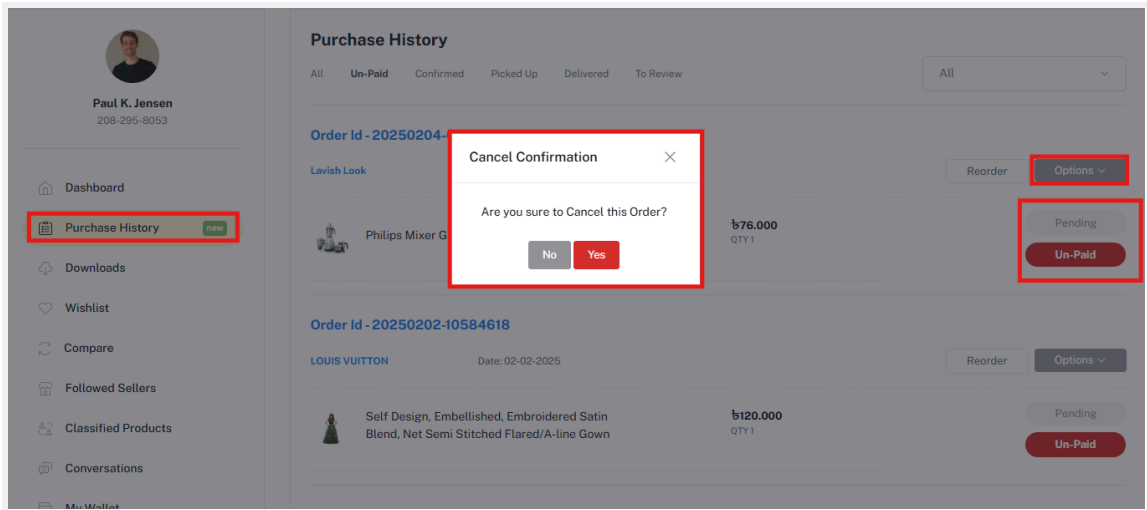 Paul K. Jensen
208-295-8053
Dashboard
Purchase History new
Downloads
Wishlist
Compare
Followed Sellers
Classified Products
Conversations
My Wallet
Purchase History
All Un-Paid Confirmed Picked Up Delivered To Review
All
Order Id - 20250204-
Lavish Look
Reorder Options
Philips Mixer G
৳76.000
QTY 1
Pending
Un-Paid
Cancel Confirmation
Are you sure to Cancel this Order?
No Yes
Order Id - 20250202-10584618
LOUIS VUITTON Date: 02-02-2025
Reorder Options
Self Design, Embellished, Embroidered Satin
Blend, Net Semi Stitched Flared/A-line Gown
৳120.000
QTY 1
Pending
Un-Paid